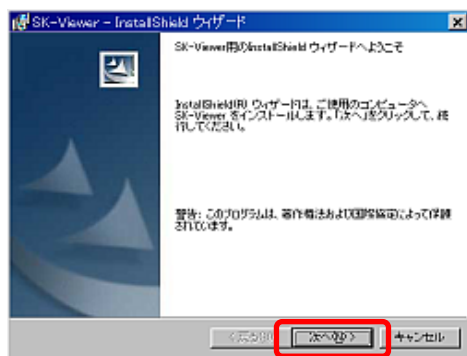 SK-Viewer - InstallShield ウィザード
SK-Viewer用のInstallShield ウィザードへようこそ
InstallShield(R) ウィザードは、ご使用のコンピュータへ
SK-Viewer をインストールします。「次へ」をクリックして、続
行してください。
警告: このプログラムは、著作権法および国際協定によって保護
されています。
< 戻る(B)
次へ(N) >
キャンセル